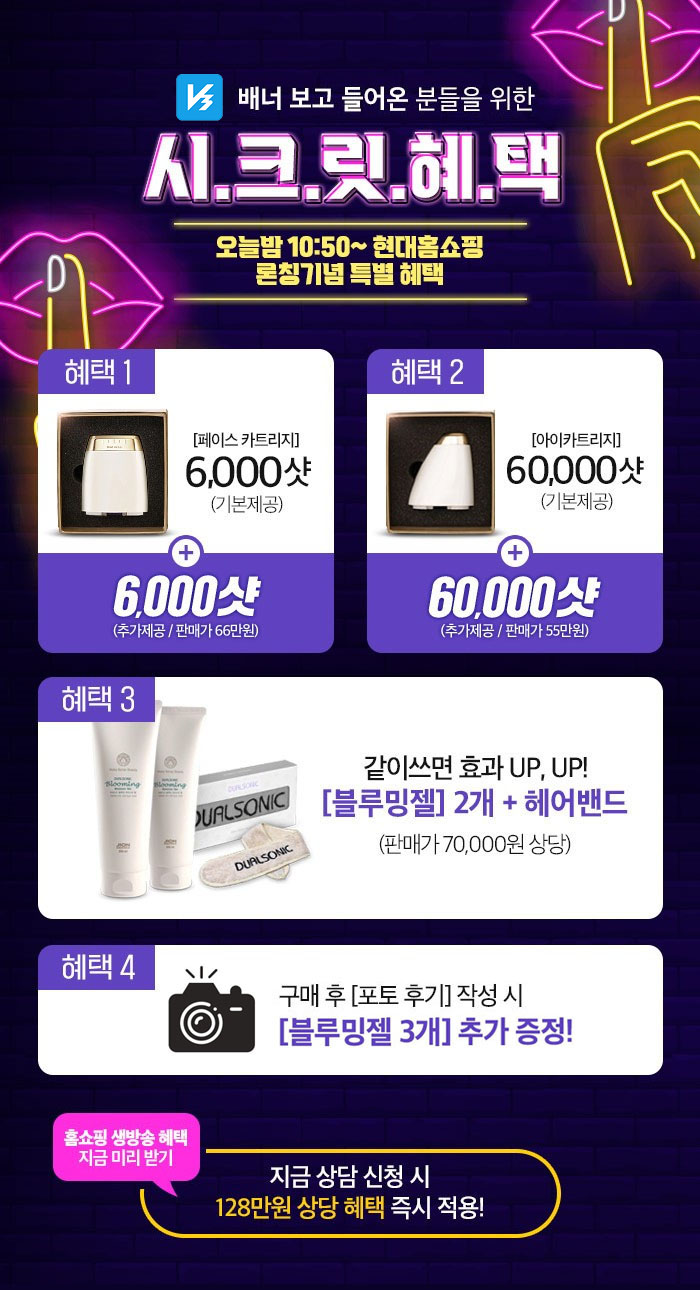 V3 배너 보고 들어온 분들을 위한
시.크.릿.혜.택
오늘밤 10:50~ 현대홈쇼핑
론칭기념 특별 혜택
혜택 1
[페이스 카트리지]
6,000샷
(기본제공)
+
6,000샷
(추가제공 / 판매가 66만원)
혜택 2
[아이카트리지]
60,000샷
(기본제공)
+
60,000샷
(추가제공 / 판매가 55만원)
혜택 3
Blooming
Blooming
DUALSONIC
DUALSONIC
DUALSONIC
같이쓰면 효과 UP, UP!
[블루밍젤] 2개 + 헤어밴드
(판매가 70,000원 상당)
혜택 4
구매 후 [포토 후기] 작성 시
[블루밍젤 3개] 추가 증정!
홈쇼핑 생방송 혜택
지금 미리 받기
지금 상담 신청 시
128만원 상당 혜택 즉시 적용!